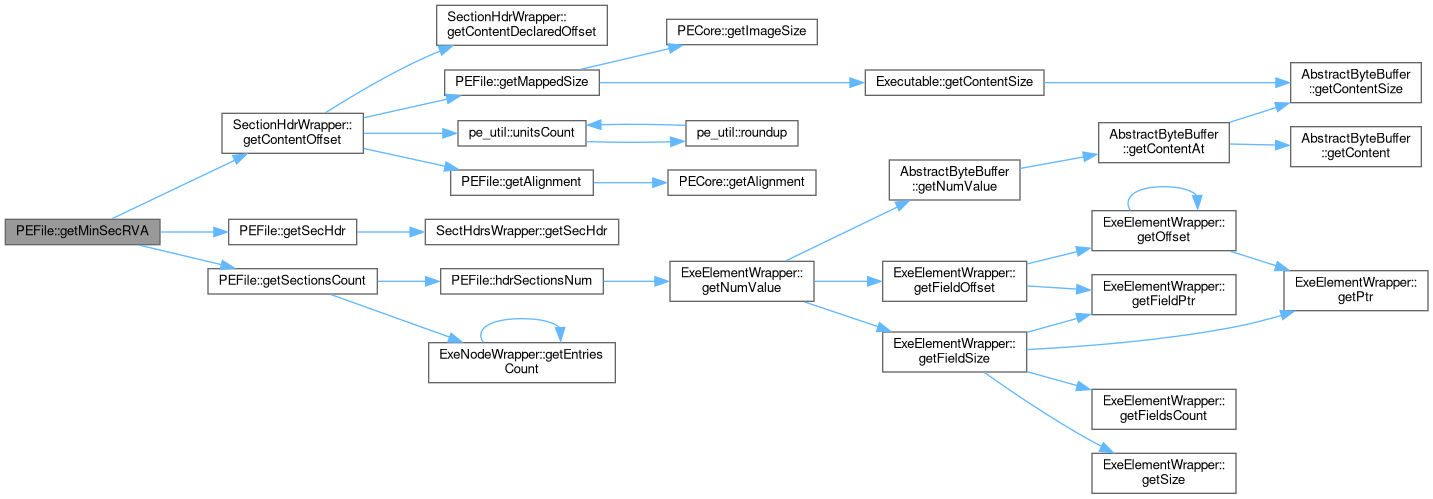 SectionHdrWrapper::
getContentDeclaredOffset
PECore::getImageSize
PEFile::getMappedSize
Executable::getContentSize
AbstractByteBuffer
::getContentSize
SectionHdrWrapper::
getContentOffset
pe_util::unitsCount
pe_util::roundup
AbstractByteBuffer
::getContentAt
AbstractByteBuffer
::getContent
PEFile::getAlignment
PECore::getAlignment
AbstractByteBuffer
::getNumValue
PEFile::getMinSecRVA
PEFile::getSecHdr
SectHdrsWrapper::getSecHdr
ExeElementWrapper::
getOffset
PEFile::getSectionsCount
PEFile::hdrSectionsNum
ExeElementWrapper::
getNumValue
ExeElementWrapper::
getFieldOffset
ExeElementWrapper::
getFieldPtr
ExeElementWrapper::
getPtr
ExeNodeWrapper::getEntries
Count
ExeElementWrapper::
getFieldSize
ExeElementWrapper::
getFieldsCount
ExeElementWrapper::
getSize